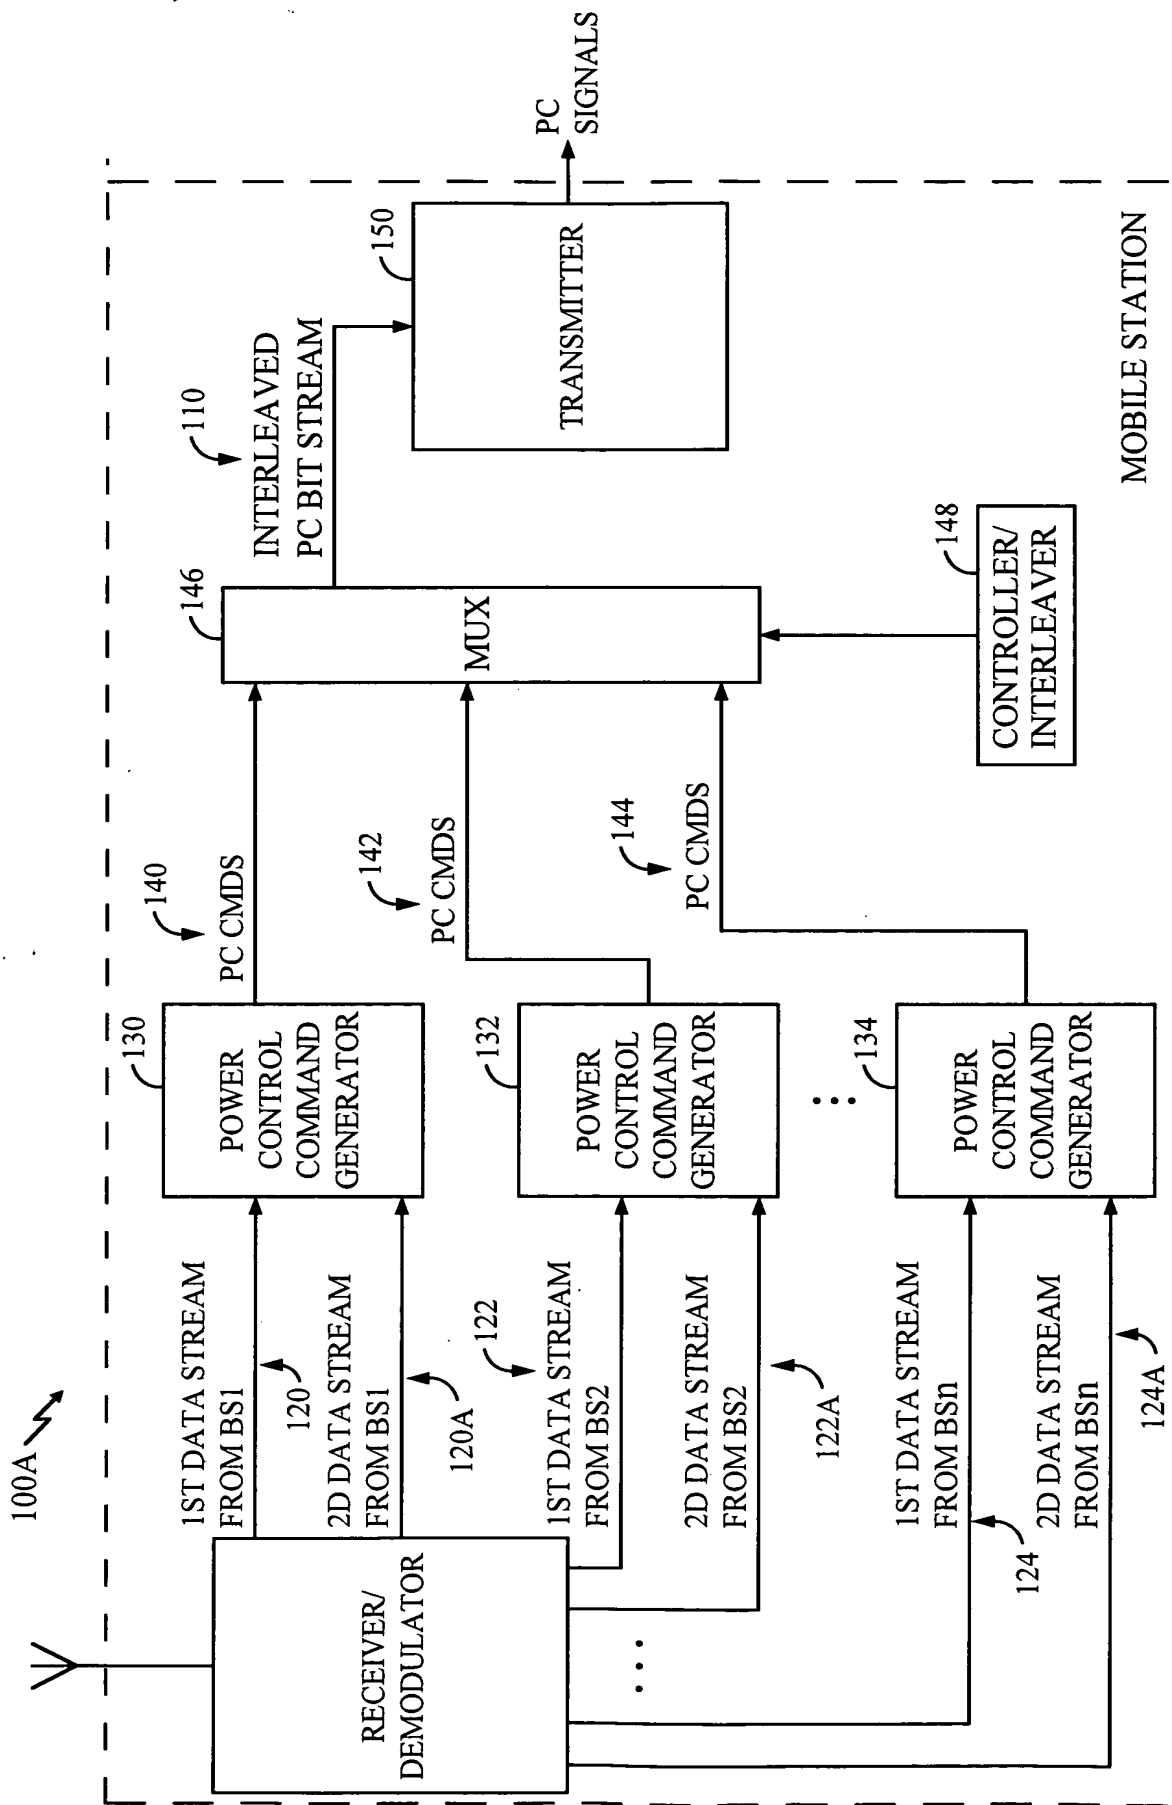 100A
RECEIVER/
DEMODULATOR
1ST DATA STREAM
FROM BS1
120
2D DATA STREAM
FROM BS1
120A
122
1ST DATA STREAM
FROM BS2
2D DATA STREAM
FROM BS2
122A
1ST DATA STREAM
FROM BSn
124
2D DATA STREAM
FROM BSn
124A
130
POWER
CONTROL
COMMAND
GENERATOR
132
POWER
CONTROL
COMMAND
GENERATOR
134
POWER
CONTROL
COMMAND
GENERATOR
140
PC CMDS
142
PC CMDS
144
PC CMDS
146
MUX
148
CONTROLLER/
INTERLEAVER
110
INTERLEAVED
PC BIT STREAM
150
TRANSMITTER
PC
SIGNALS
MOBILE STATION